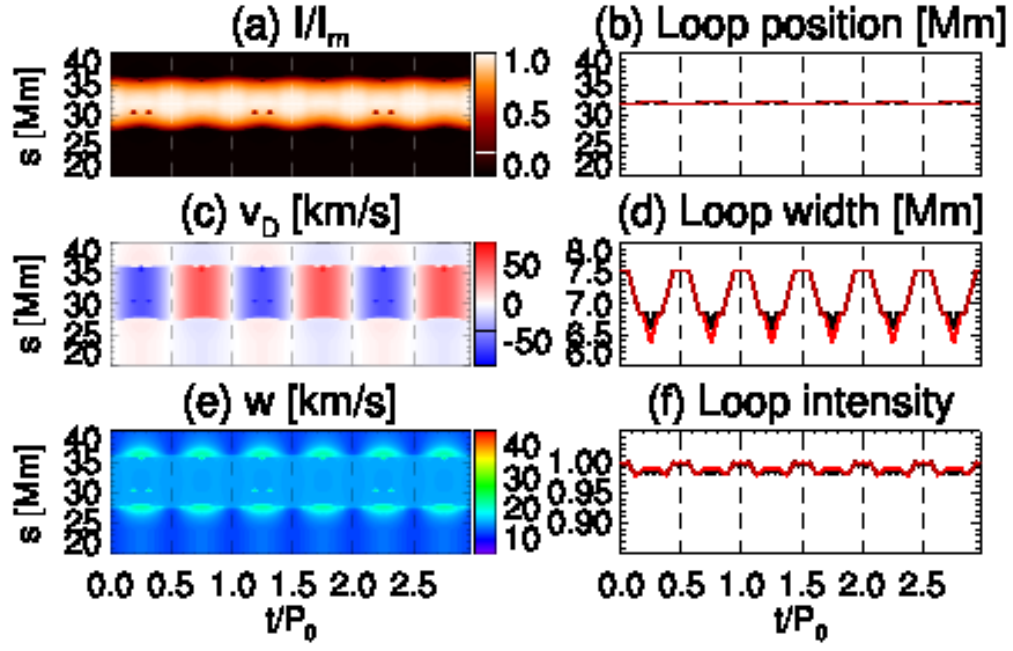 (a) I/I_m
(b) Loop position [Mm]
s [Mm]
40
35
30
25
20
1.0
0.5
0.0
40
35
30
25
20
(c) v_D [km/s]
(d) Loop width [Mm]
s [Mm]
40
35
30
25
20
50
0
-50
8.0
7.5
7.0
6.5
6.0
(e) w [km/s]
(f) Loop intensity
s [Mm]
40
35
30
25
20
40
30
20
10
1.00
0.95
0.90
0.0 0.5 1.0 1.5 2.0 2.5
0.0 0.5 1.0 1.5 2.0 2.5
t/P_0
t/P_0